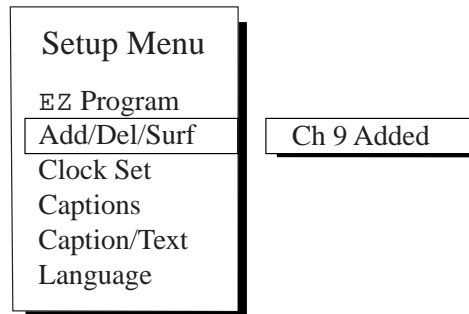 Setup Menu
EZ Program
Add/Del/Surf
Ch 9 Added
Clock Set
Captions
Caption/Text
Language